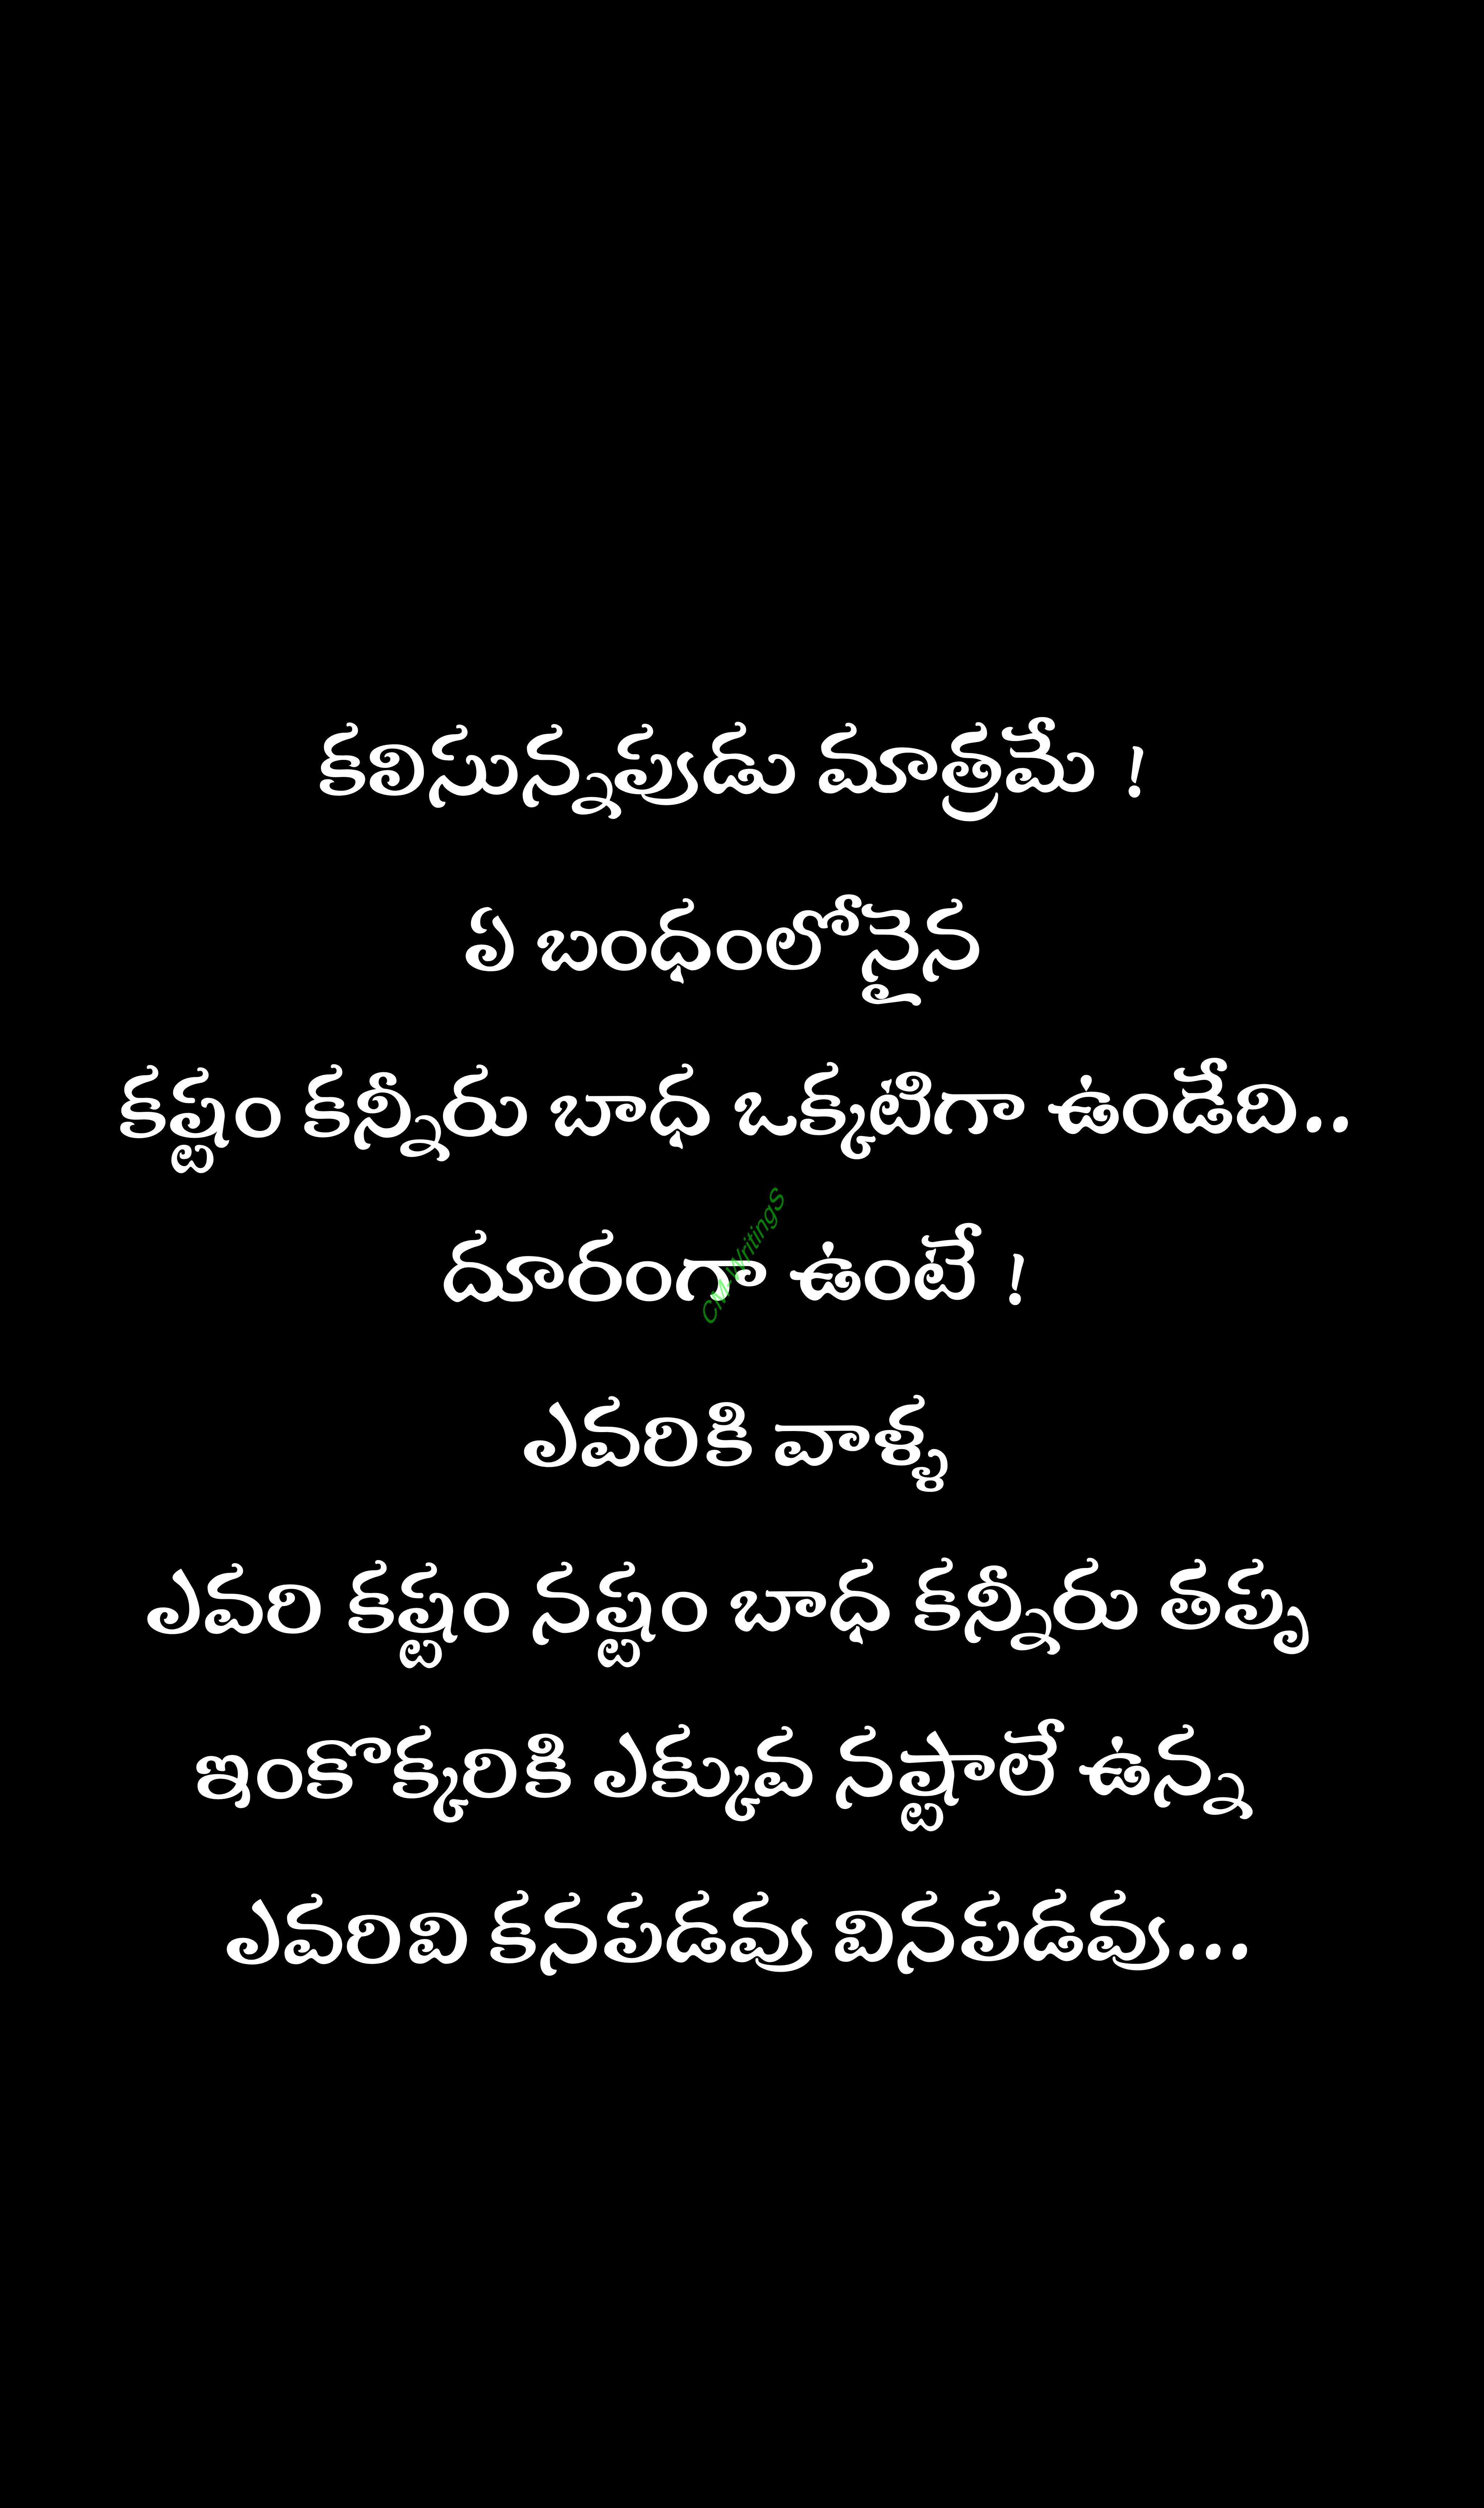 కలిసున్నప్పుడు మాత్రమే !
ఏ బంధంలోనైన
కష్టం కన్నీరు బాధ ఒక్కటిగా ఉండేది..
దూరంగా ఉంటే !
ఎవరికి వాళ్ళ
ఎవరి కష్టం నష్టం బాధ కన్నీరు తప్ప
ఇంకొక్కరికి ఎక్కువ నష్టాలే ఉన్న
ఎవరివి కనపడవు వినపడవు...
CMWritings